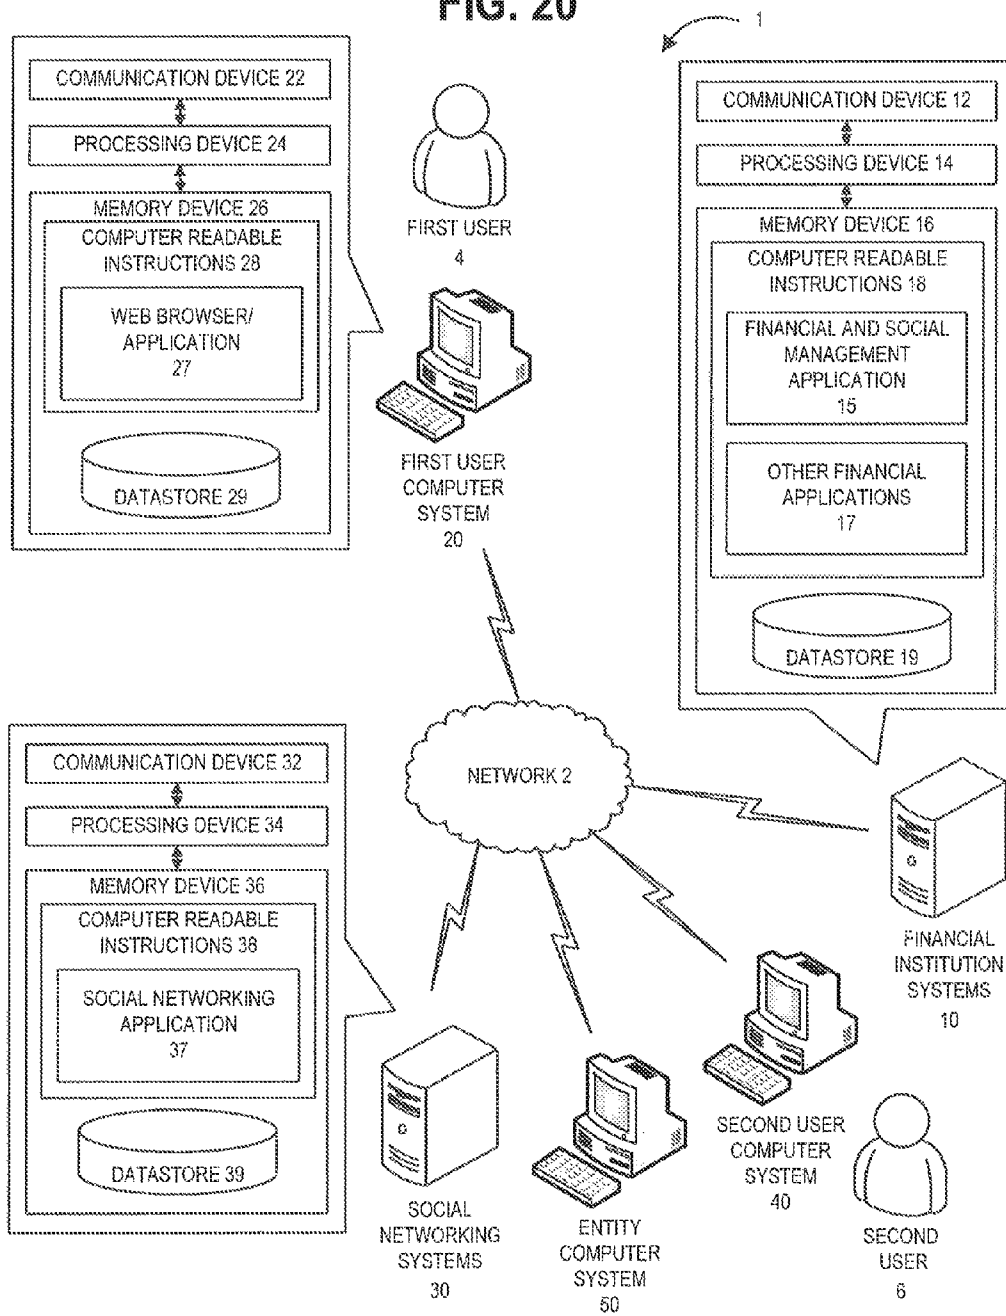 FIG. 20
1
COMMUNICATION DEVICE 22
PROCESSING DEVICE 24
MEMORY DEVICE 26
COMPUTER READABLE
INSTRUCTIONS 28
WEB BROWSER/
APPLICATION
27
DATASTORE 29
FIRST USER
4
FIRST USER
COMPUTER
SYSTEM
20
COMMUNICATION DEVICE 12
PROCESSING DEVICE 14
MEMORY DEVICE 16
COMPUTER READABLE
INSTRUCTIONS 18
FINANCIAL AND SOCIAL
MANAGEMENT
APPLICATION
15
OTHER FINANCIAL
APPLICATIONS
17
DATASTORE 19
NETWORK 2
COMMUNICATION DEVICE 32
PROCESSING DEVICE 34
MEMORY DEVICE 36
COMPUTER READABLE
INSTRUCTIONS 38
SOCIAL NETWORKING
APPLICATION
37
DATASTORE 39
FINANCIAL
INSTITUTION
SYSTEMS
10
SOCIAL
NETWORKING
SYSTEMS
30
ENTITY
COMPUTER
SYSTEM
50
SECOND USER
COMPUTER
SYSTEM
40
SECOND
USER
6